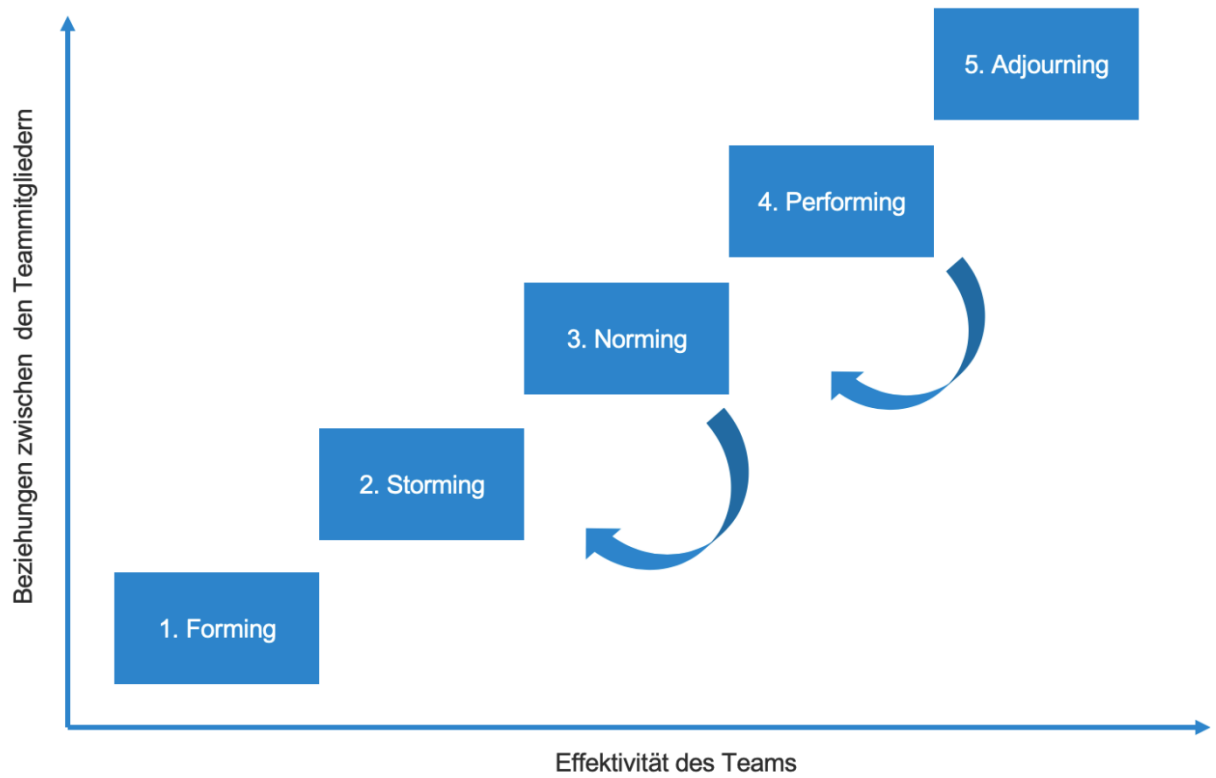 5. Adjourning
4. Performing
3. Norming
2. Storming
1. Forming
Beziehungen zwischen den Teammitgliedern
Effektivität des Teams